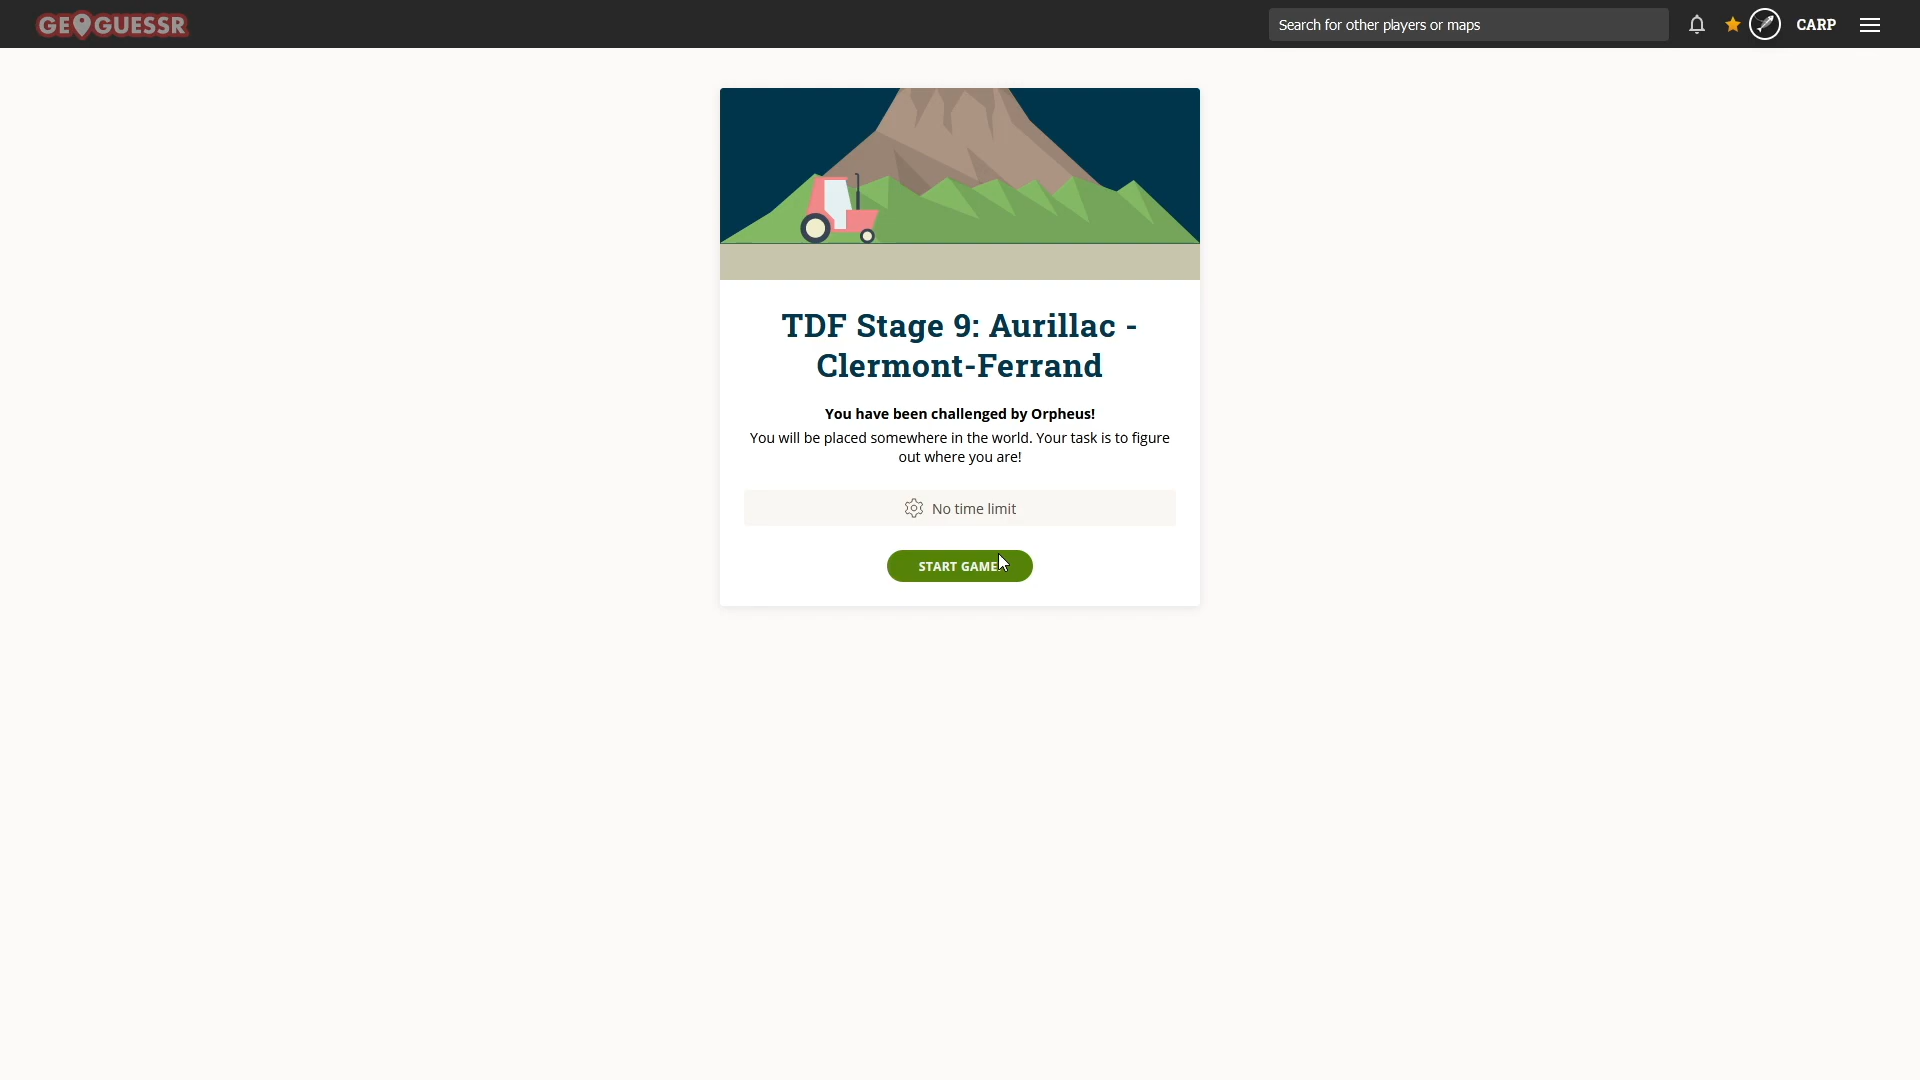 GEOGUESSR
Search for other players or maps
CARP
TDF Stage 9: Aurillac -
Clermont-Ferrand
You have been challenged by Orpheus!
You will be placed somewhere in the world. Your task is to figure
out where you are!
No time limit
START GAME